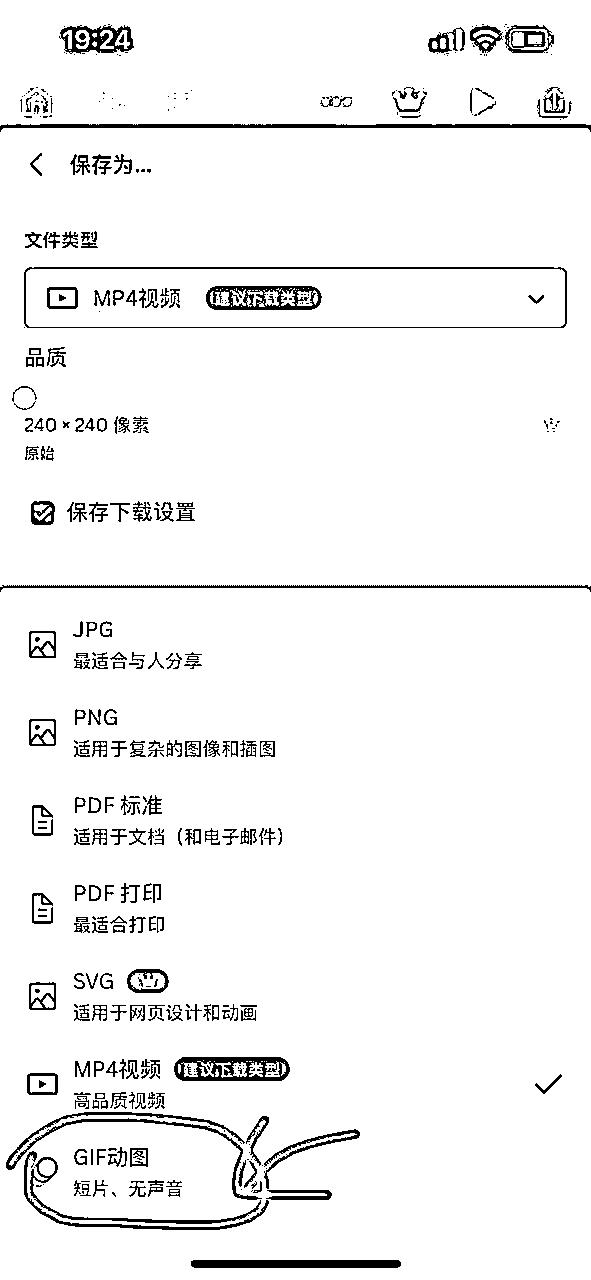 19:24
保存为...
文件类型
MP4视频 建议下载类型
品质
240 × 240 像素
原始
保存下载设置
JPG
最适合与人分享
PNG
适用于复杂的图像和插图
PDF 标准
适用于文档（和电子邮件）
PDF 打印
最适合打印
SVG
适用于网页设计和动画
MP4视频 建议下载类型
高品质视频
GIF动图
短片、无声音